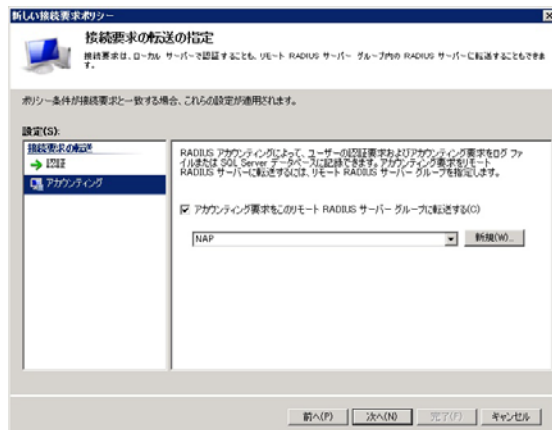 新しい接続要求ポリシー
接続要求の転送の指定
接続要求は、ローカル サーバーで認証することも、リモート RADIUS サーバー グループ内の RADIUS サーバーに転送することもできま
す。
ポリシー条件が接続要求と一致する場合、これらの設定が適用されます。
設定(S):
接続要求の転送
認証
アカウンティング
RADIUS アカウンティングによって、ユーザーの認証要求およびアカウンティング要求をログ ファ
イルまたは SQL Server データベースに記録できます。アカウンティング要求をリモート
RADIUS サーバーに転送するには、リモート RADIUS サーバー グループを指定します。
アカウンティング要求をこのリモート RADIUS サーバー グループに転送する(C)
NAP
新規(W)...
前へ(P)
次へ(N)
完了(F)
キャンセル